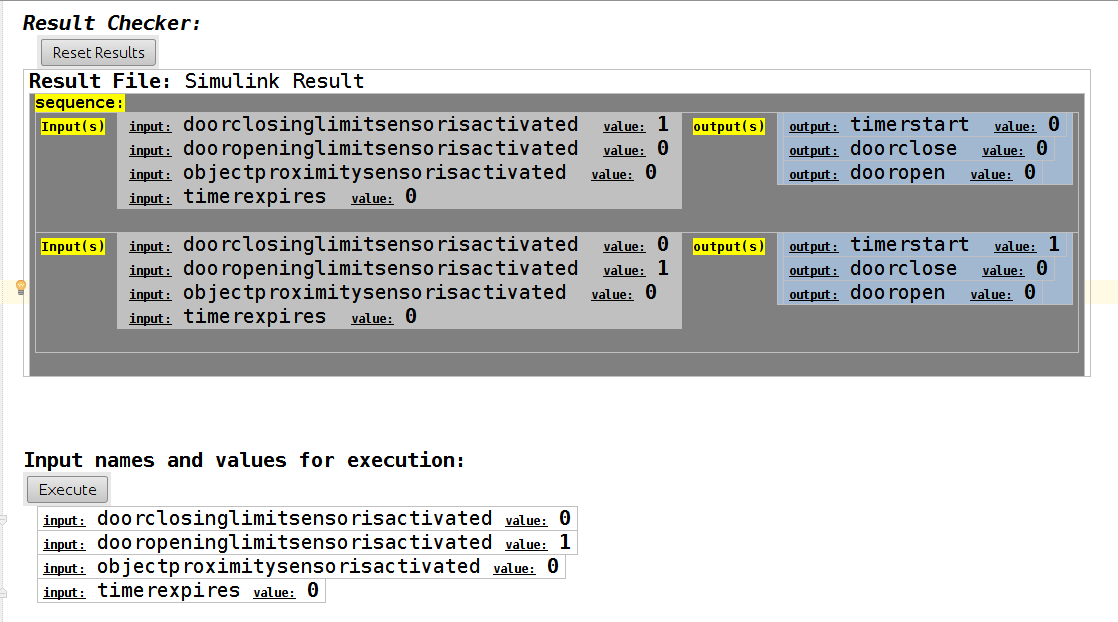 Result Checker:
Reset Results
Result File: Simulink Result
sequence:
Input(s) input: doorclosinglimitsensorisactivated value: 1 output(s) output: timerstart value: 0
input: dooropeninglimitsensorisactivated value: 0 output: doorclose value: 0
input: objectproximitysensorisactivated value: 0 output: dooropen value: 0
input: timerexpires value: 0
Input(s) input: doorclosinglimitsensorisactivated value: 0 output(s) output: timerstart value: 1
input: dooropeninglimitsensorisactivated value: 1 output: doorclose value: 0
input: objectproximitysensorisactivated value: 0 output: dooropen value: 0
input: timerexpires value: 0
Input names and values for execution:
Execute
input: doorclosinglimitsensorisactivated value: 0
input: dooropeninglimitsensorisactivated value: 1
input: objectproximitysensorisactivated value: 0
input: timerexpires value: 0